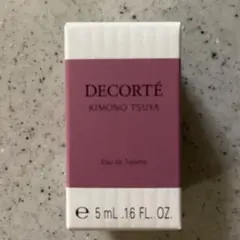 DECORTÉ
KIMONO TSUYA
Eau de Toilette
℮ 5 mL .16 FL. OZ.